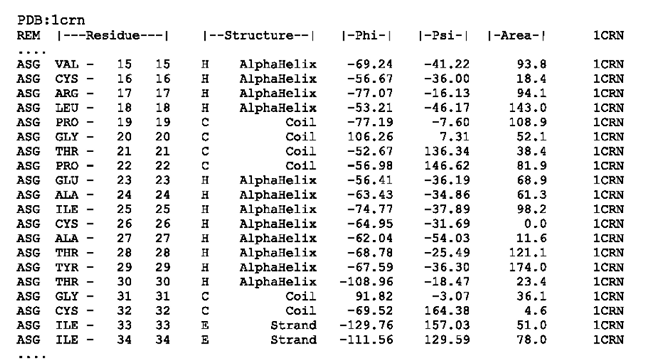 PDB:1crn
REM |---Residue---| |--Structure--| |-Phi-| |-Psi-| |-Area-| 1CRN
....
ASG VAL - 15 15 H AlphaHelix -69.24 -41.22 93.8 1CRN
ASG CYS - 16 16 H AlphaHelix -56.67 -36.00 18.4 1CRN
ASG ARG - 17 17 H AlphaHelix -77.07 -16.13 94.1 1CRN
ASG LEU - 18 18 H AlphaHelix -53.21 -46.17 143.0 1CRN
ASG PRO - 19 19 C Coil -77.19 -7.60 108.9 1CRN
ASG GLY - 20 20 C Coil 106.26 7.31 52.1 1CRN
ASG THR - 21 21 C Coil -52.67 136.34 38.4 1CRN
ASG PRO - 22 22 C Coil -56.98 146.62 81.9 1CRN
ASG GLU - 23 23 H AlphaHelix -56.41 -36.19 68.9 1CRN
ASG ALA - 24 24 H AlphaHelix -63.43 -34.86 61.3 1CRN
ASG ILE - 25 25 H AlphaHelix -74.77 -37.89 98.2 1CRN
ASG CYS - 26 26 H AlphaHelix -64.95 -31.69 0.0 1CRN
ASG ALA - 27 27 H AlphaHelix -62.04 -54.03 11.6 1CRN
ASG THR - 28 28 H AlphaHelix -68.78 -25.49 121.1 1CRN
ASG TYR - 29 29 H AlphaHelix -67.59 -36.30 174.0 1CRN
ASG THR - 30 30 H AlphaHelix -108.96 -18.47 23.4 1CRN
ASG GLY - 31 31 C Coil 91.82 -3.07 36.1 1CRN
ASG CYS - 32 32 C Coil -69.52 164.38 4.6 1CRN
ASG ILE - 33 33 E Strand -129.76 157.03 51.0 1CRN
ASG ILE - 34 34 E Strand -111.56 129.59 78.0 1CRN
....